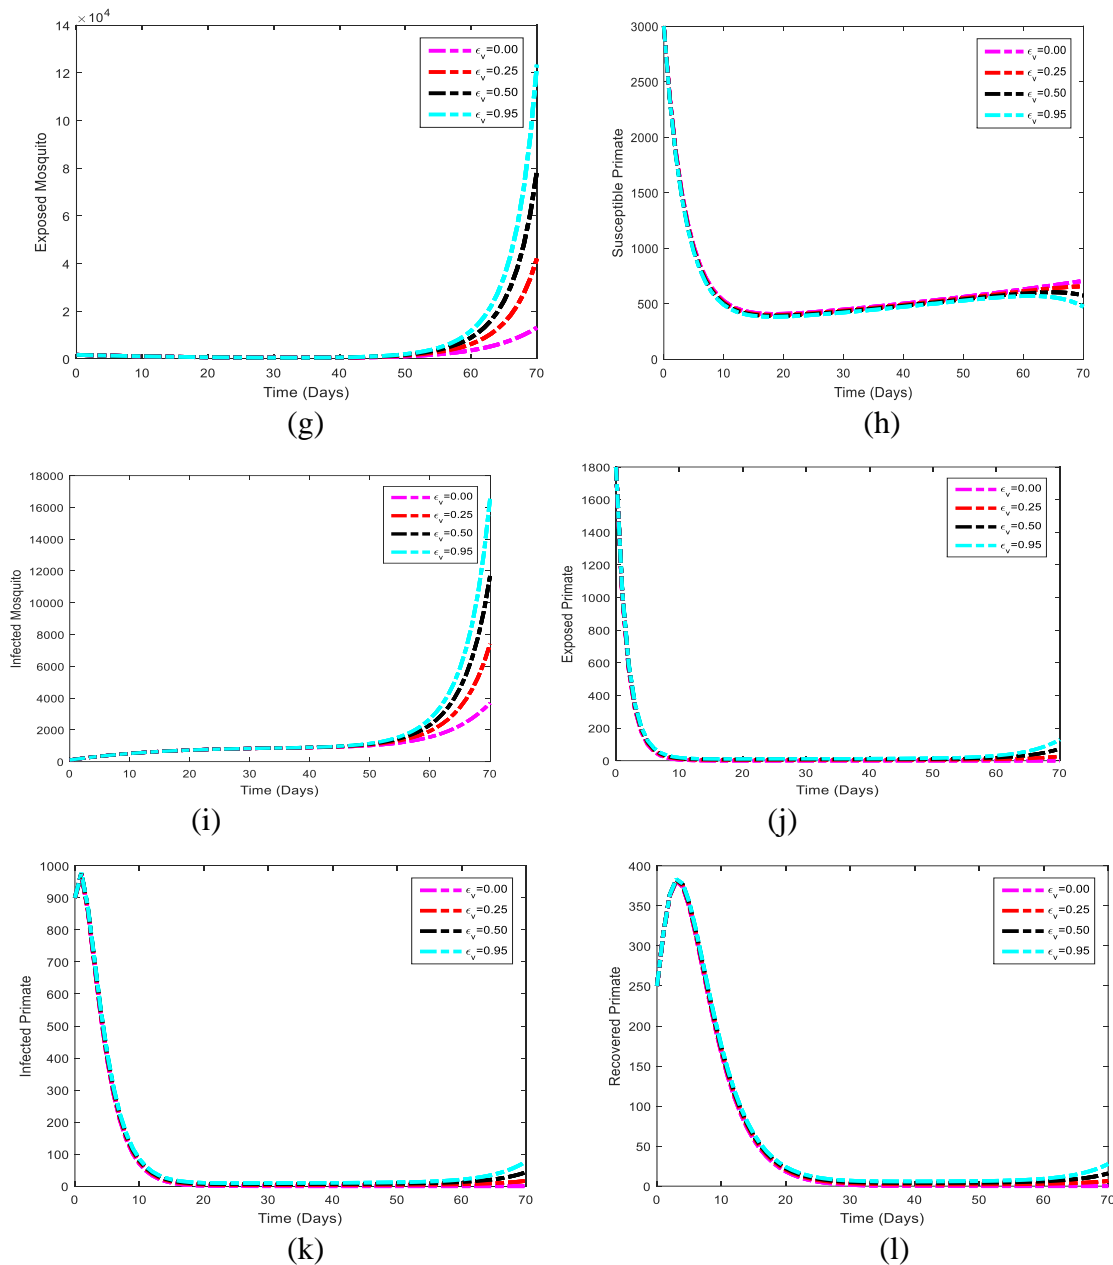 × 10⁴
14
12
10
8
6
4
2
0
0 10 20 30 40 50 60 70
Exposed Mosquito
Time (Days)
ϵv=0.00
ϵv=0.25
ϵv=0.50
ϵv=0.95
(g)
3000
2500
2000
1500
1000
500
0
0 10 20 30 40 50 60 70
Susceptible Primate
Time (Days)
ϵv=0.00
ϵv=0.25
ϵv=0.50
ϵv=0.95
(h)
18000
16000
14000
12000
10000
8000
6000
4000
2000
0
0 10 20 30 40 50 60 70
Infected Mosquito
Time (Days)
ϵv=0.00
ϵv=0.25
ϵv=0.50
ϵv=0.95
(i)
1800
1600
1400
1200
1000
800
600
400
200
0
0 10 20 30 40 50 60 70
Exposed Primate
Time (Days)
ϵv=0.00
ϵv=0.25
ϵv=0.50
ϵv=0.95
(j)
1000
900
800
700
600
500
400
300
200
100
0
0 10 20 30 40 50 60 70
Infected Primate
Time (Days)
ϵv=0.00
ϵv=0.25
ϵv=0.50
ϵv=0.95
(k)
400
350
300
250
200
150
100
50
0
0 10 20 30 40 50 60 70
Recovered Primate
Time (Days)
ϵv=0.00
ϵv=0.25
ϵv=0.50
ϵv=0.95
(l)